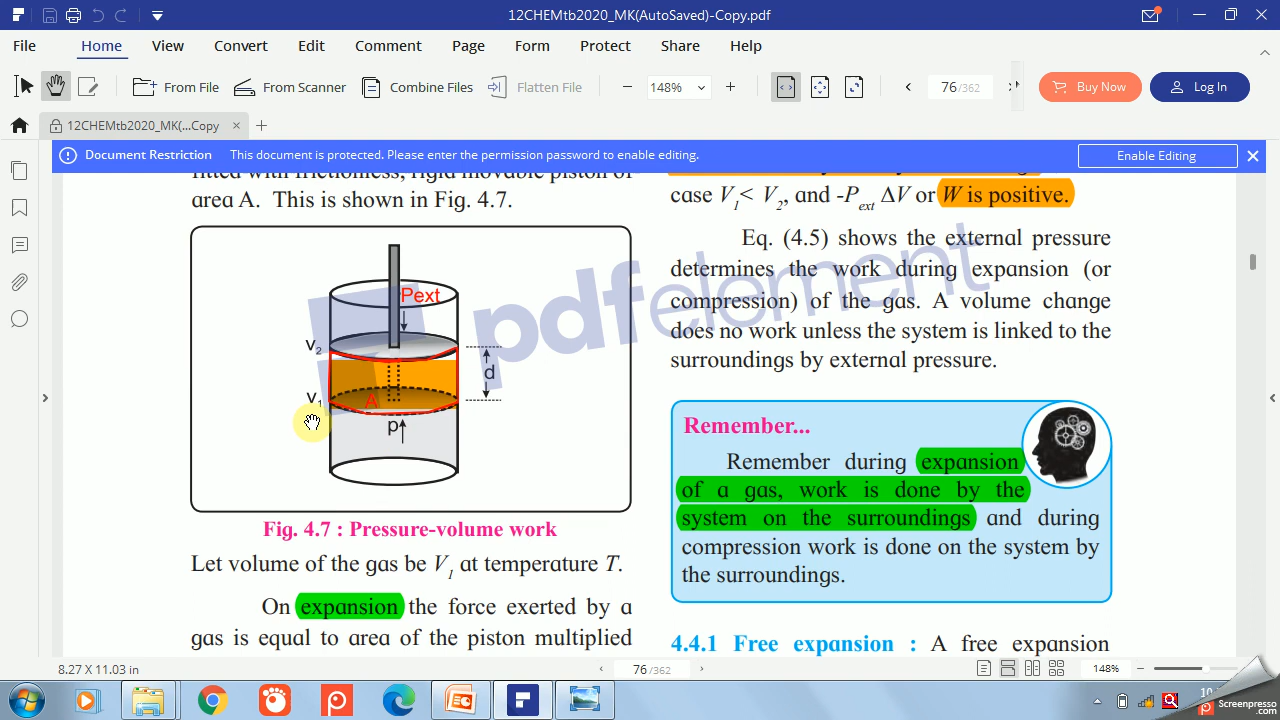 12CHEMtb2020_MK(AutoSaved)-Copy.pdf
File Home View Convert Edit Comment Page Form Protect Share Help
From File From Scanner Combine Files Flatten File 148% 76/362 Buy Now Log In
12CHEMtb2020_MK(...Copy
Document Restriction This document is protected. Please enter the permission password to enable editing. Enable Editing
fitted with frictionless, rigid movable piston of
area A. This is shown in Fig. 4.7.
Pext
V2
d
V1
A
p
Fig. 4.7 : Pressure-volume work
Let volume of the gas be V1 at temperature T.
On expansion the force exerted by a
gas is equal to area of the piston multiplied
case V1< V2, and -Pext ΔV or W is positive.
Eq. (4.5) shows the external pressure
determines the work during expansion (or
compression) of the gas. A volume change
does no work unless the system is linked to the
surroundings by external pressure.
Remember...
Remember during expansion
of a gas, work is done by the
system on the surroundings and during
compression work is done on the system by
the surroundings.
4.4.1 Free expansion : A free expansion
pdfelement
8.27 X 11.03 in 76/362 148%
Screenpresso
.com